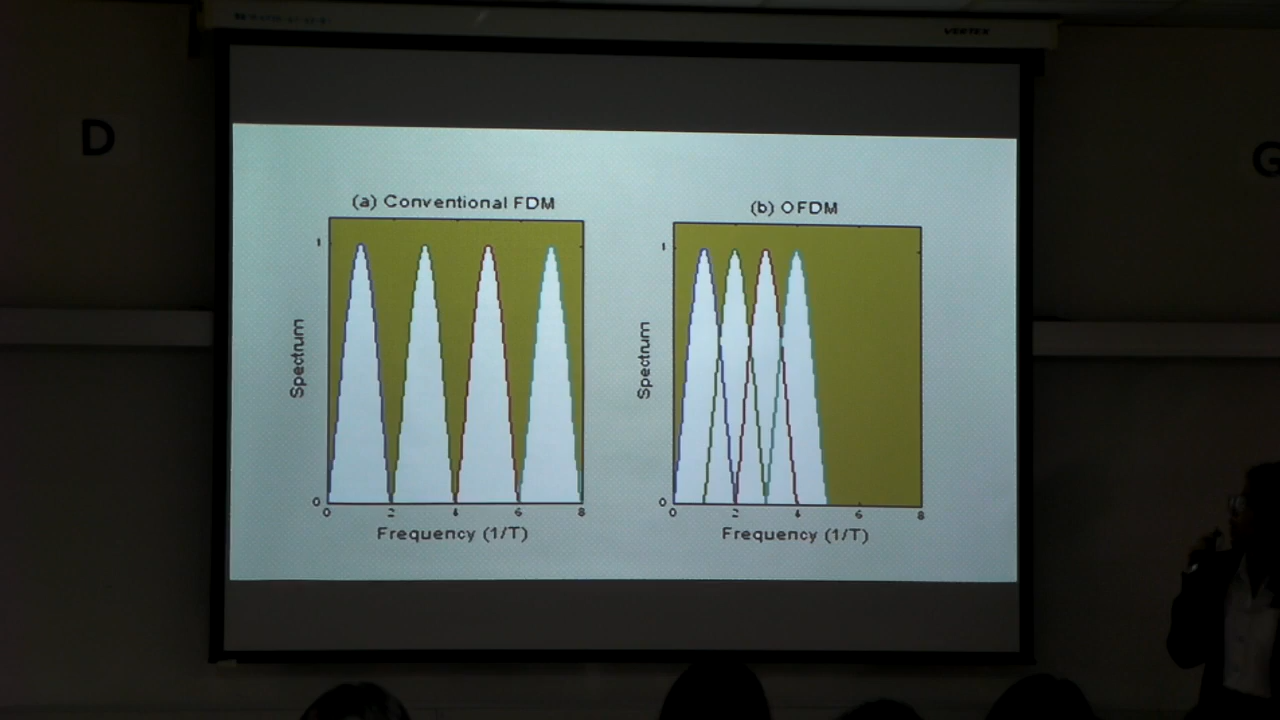 VERTEX
D
G
(a) Conventional FDM
1
Spectrum
0
0 2 4 6 8
Frequency (1/T)
(b) OFDM
1
Spectrum
0
0 2 4 6 8
Frequency (1/T)